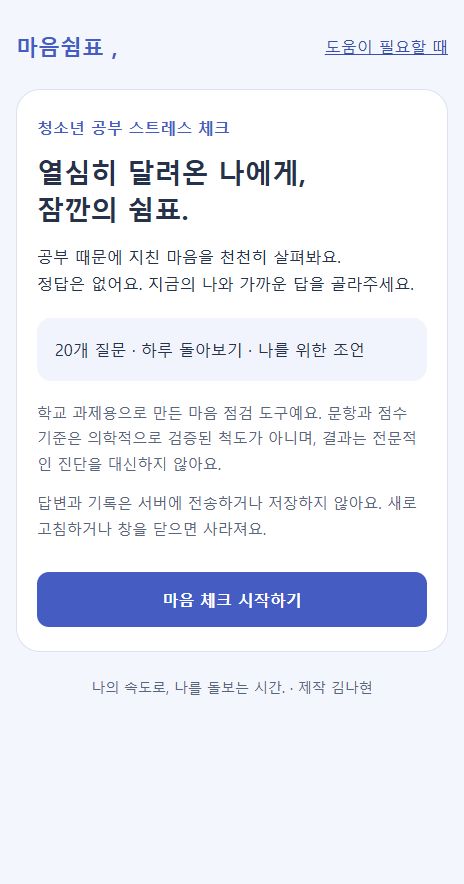 마음쉼표 ,
도움이 필요할 때
청소년 공부 스트레스 체크
열심히 달려온 나에게,
잠깐의 쉼표.
공부 때문에 지친 마음을 천천히 살펴봐요.
정답은 없어요. 지금의 나와 가까운 답을 골라주세요.
20개 질문 · 하루 돌아보기 · 나를 위한 조언
학교 과제용으로 만든 마음 점검 도구예요. 문항과 점수
기준은 의학적으로 검증된 척도가 아니며, 결과는 전문적
인 진단을 대신하지 않아요.
답변과 기록은 서버에 전송하거나 저장하지 않아요. 새로
고침하거나 창을 닫으면 사라져요.
마음 체크 시작하기
나의 속도로, 나를 돌보는 시간. · 제작 김나현